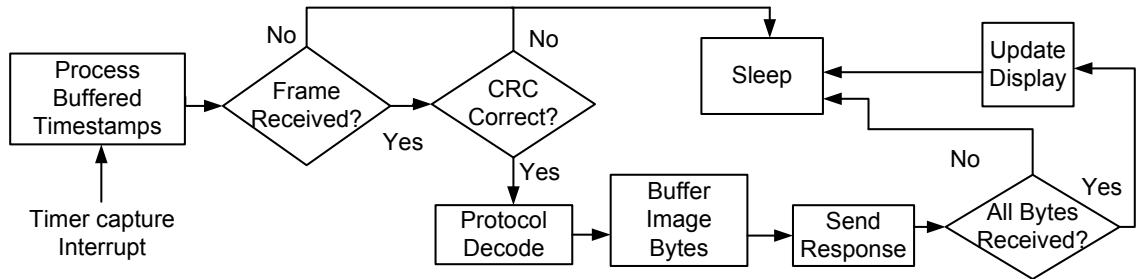 Process
Buffered
Timestamps
Timer capture
Interrupt
Frame
Received?
No
Yes
CRC
Correct?
No
Yes
Protocol
Decode
Buffer
Image
Bytes
Send
Response
All Bytes
Received?
No
Yes
Sleep
Update
Display